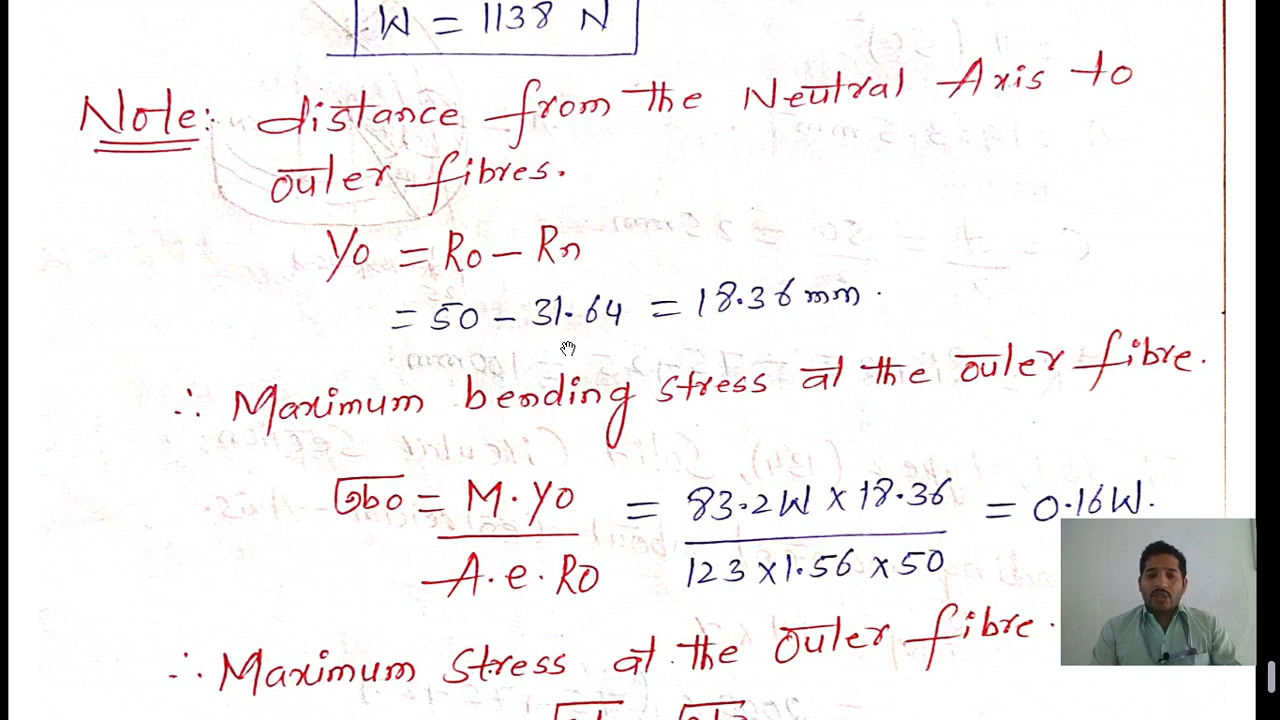 W = 1138 N
Note: distance from the Neutral Axis to
outer fibres.
yo = Ro - Rn
= 50 - 31.64 = 18.36 mm.
∴ Maximum bending stress at the outer fibre.
σbo = M.yo / A.e.Ro = 83.2W × 18.36 / 123 × 1.56 × 50 = 0.16W.
∴ Maximum stress at the outer fibre.